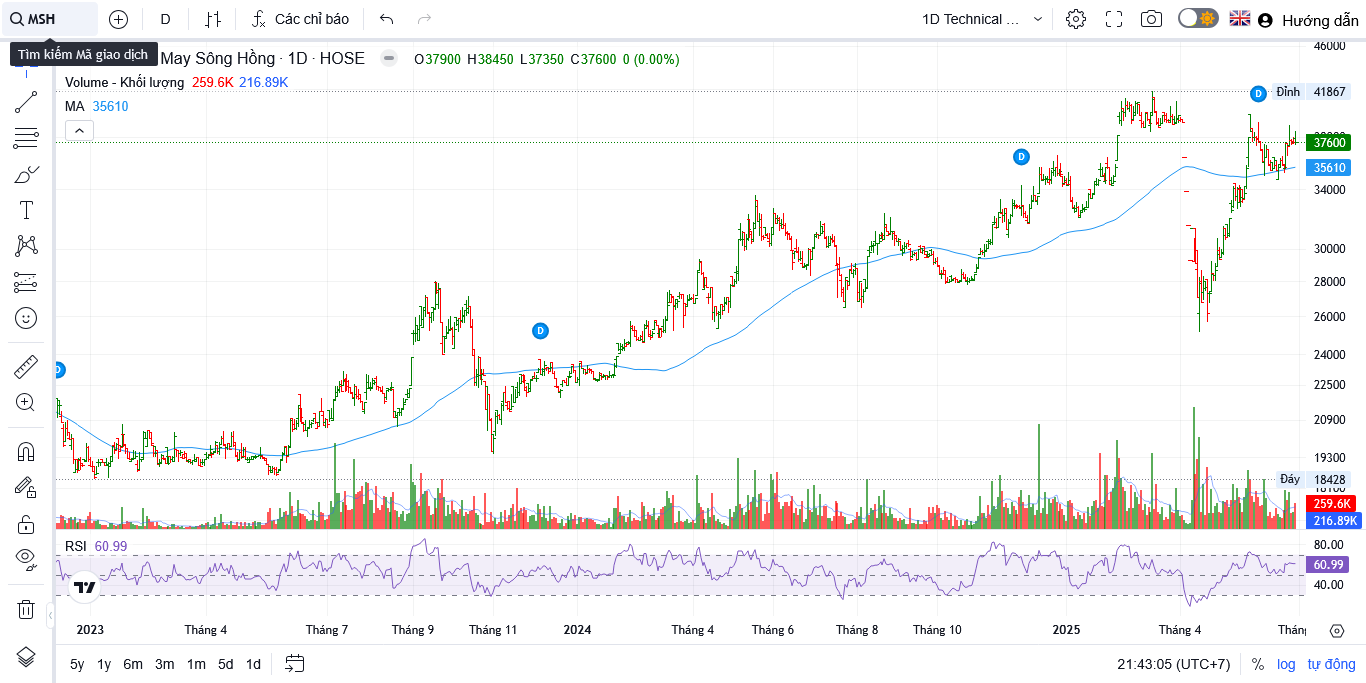 MSH
D
Các chỉ báo
1D Technical ...
Hướng dẫn
Tìm kiếm Mã giao dịch
May Sông Hồng · 1D · HOSE
O37900 H38450 L37350 C37600 0 (0.00%)
Volume - Khối lượng 259.6K 216.89K
MA 35610
46000
D
Đỉnh 41867
37600
D
35610
34000
30000
28000
26000
D
24000
D
22500
20900
19300
Đáy 18428
259.6K
216.89K
RSI 60.99
80.00
60.99
40.00
2023 Tháng 4 Tháng 7 Tháng 9 Tháng 11 2024 Tháng 4 Tháng 6 Tháng 8 Tháng 10 2025 Tháng 4
5y 1y 6m 3m 1m 5d 1d
21:43:05 (UTC+7) % log tự động